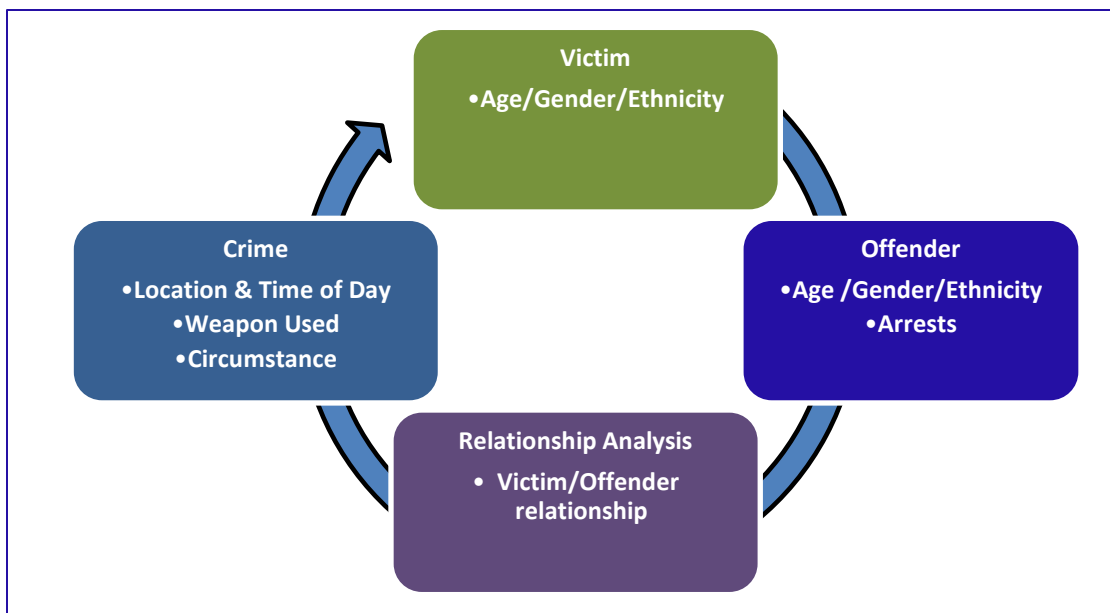 Victim
•Age/Gender/Ethnicity
Offender
•Age /Gender/Ethnicity
•Arrests
Relationship Analysis
• Victim/Offender
relationship
Crime
•Location & Time of Day
•Weapon Used
•Circumstance